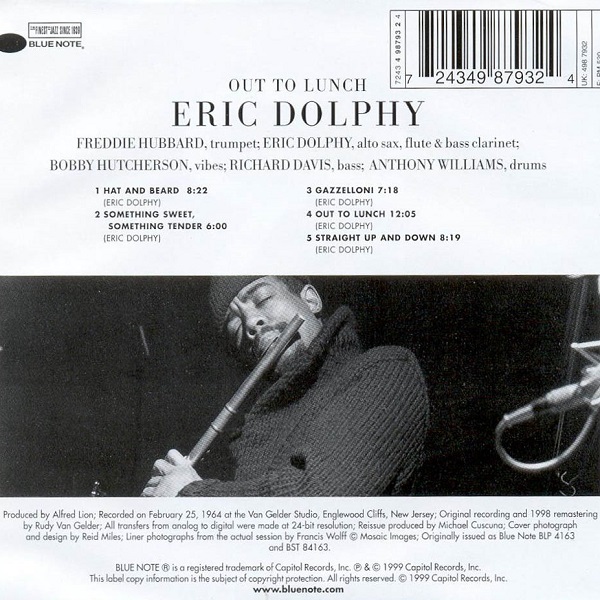 THE FINEST IN JAZZ SINCE 1939
BLUE NOTE®
7243 4 98793 2 4
7 24349 87932 4
UK: 498 7932
OUT TO LUNCH
ERIC DOLPHY
FREDDIE HUBBARD, trumpet; ERIC DOLPHY, alto sax, flute & bass clarinet;
BOBBY HUTCHERSON, vibes; RICHARD DAVIS, bass; ANTHONY WILLIAMS, drums
1 HAT AND BEARD 8:22
(ERIC DOLPHY)
2 SOMETHING SWEET,
SOMETHING TENDER 6:00
(ERIC DOLPHY)
3 GAZZELLONI 7:18
(ERIC DOLPHY)
4 OUT TO LUNCH 12:05
(ERIC DOLPHY)
5 STRAIGHT UP AND DOWN 8:19
(ERIC DOLPHY)
Produced by Alfred Lion; Recorded on February 25, 1964 at the Van Gelder Studio, Englewood Cliffs, New Jersey; Original recording and 1998 remastering
by Rudy Van Gelder; All transfers from analog to digital were made at 24-bit resolution; Reissue produced by Michael Cuscuna; Cover photograph
and design by Reid Miles; Liner photographs from the actual session by Francis Wolff © Mosaic Images; Originally issued as Blue Note BLP 4163
and BST 84163.
BLUE NOTE ® is a registered trademark of Capitol Records, Inc. ℗ & © 1999 Capitol Records, Inc.
This label copy information is the subject of copyright protection. All rights reserved. © 1999 Capitol Records, Inc.
www.bluenote.com